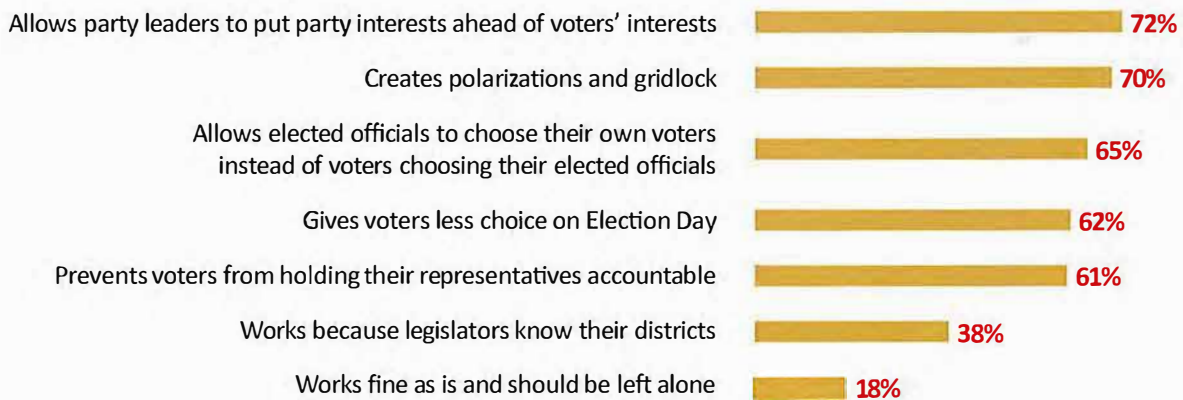 Allows party leaders to put party interests ahead of voters’ interests 72%
Creates polarizations and gridlock 70%
Allows elected officials to choose their own voters
instead of voters choosing their elected officials 65%
Gives voters less choice on Election Day 62%
Prevents voters from holding their representatives accountable 61%
Works because legislators know their districts 38%
Works fine as is and should be left alone 18%